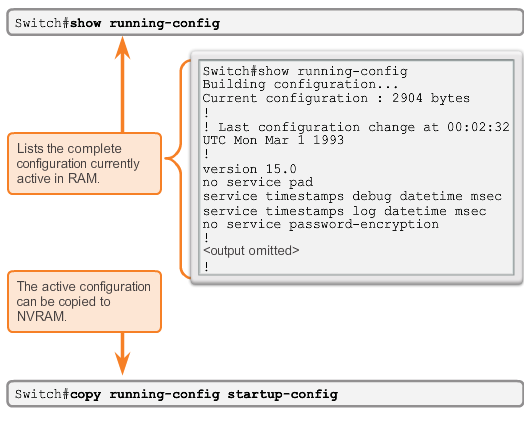 Switch#show running-config
Switch#show running-config
Building configuration...
Current configuration : 2904 bytes
!
! Last configuration change at 00:02:32
UTC Mon Mar 1 1993
!
version 15.0
no service pad
service timestamps debug datetime msec
service timestamps log datetime msec
no service password-encryption
!
<output omitted>
!
Lists the complete
configuration currently
active in RAM.
The active configuration
can be copied to
NVRAM.
Switch#copy running-config startup-config